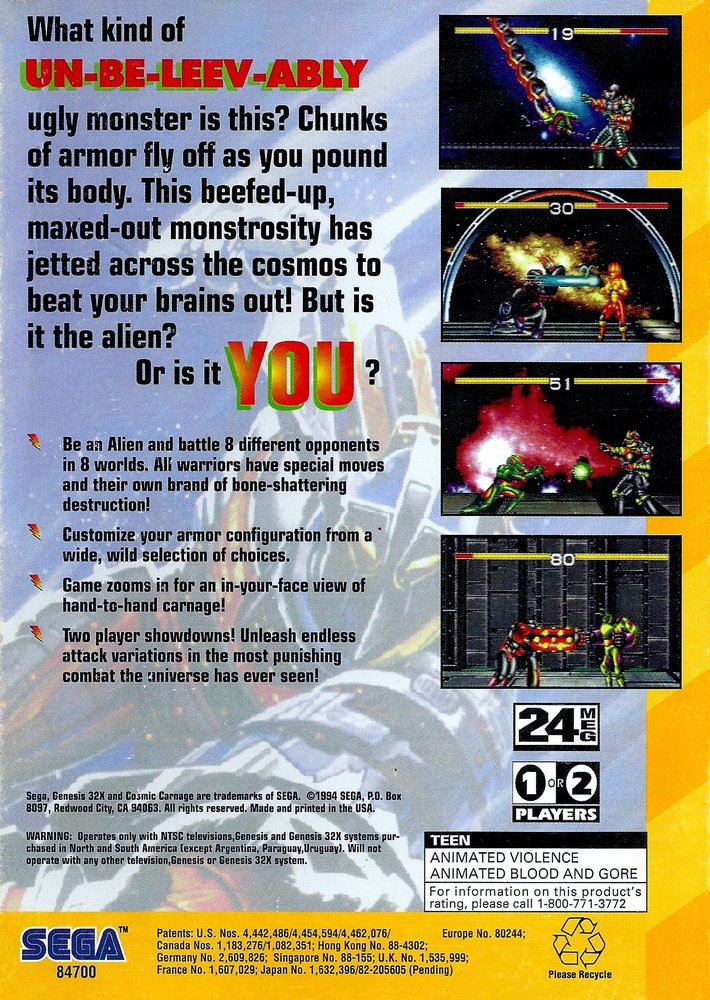 What kind of
UN-BE-LEEV-ABLY
ugly monster is this? Chunks
of armor fly off as you pound
its body. This beefed-up,
maxed-out monstrosity has
jetted across the cosmos to
beat your brains out! But is
it the alien?
Or is it YOU ?
Be an Alien and battle 8 different opponents
in 8 worlds. All warriors have special moves
and their own brand of bone-shattering
destruction!
Customize your armor configuration from a
wide, wild selection of choices.
Game zooms in for an in-your-face view of
hand-to-hand carnage!
Two player showdowns! Unleash endless
attack variations in the most punishing
combat the universe has ever seen!
19
30
51
80
24 MEG
1 OR 2
PLAYERS
Sega, Genesis 32X and Cosmic Carnage are trademarks of SEGA. ©1994 SEGA, P.O. Box
8097, Redwood City, CA 94063. All rights reserved. Made and printed in the USA.
WARNING: Operates only with NTSC televisions,Genesis and Genesis 32X systems pur-
chased in North and South America (except Argentina, Paraguay,Uruguay). Will not
operate with any other television,Genesis or Genesis 32X system.
TEEN
ANIMATED VIOLENCE
ANIMATED BLOOD AND GORE
For information on this product's
rating, please call 1-800-771-3772
SEGA™
84700
Patents: U.S. Nos. 4,442,486/4,454,594/4,462,076/
Canada Nos. 1,183,276/1,082,351; Hong Kong No. 88-4302;
Germany No. 2,609,826; Singapore No. 88-155; U.K. No. 1,535,999;
France No. 1,607,029; Japan No. 1,632,396/82-205605 (Pending)
Europe No. 80244;
Please Recycle